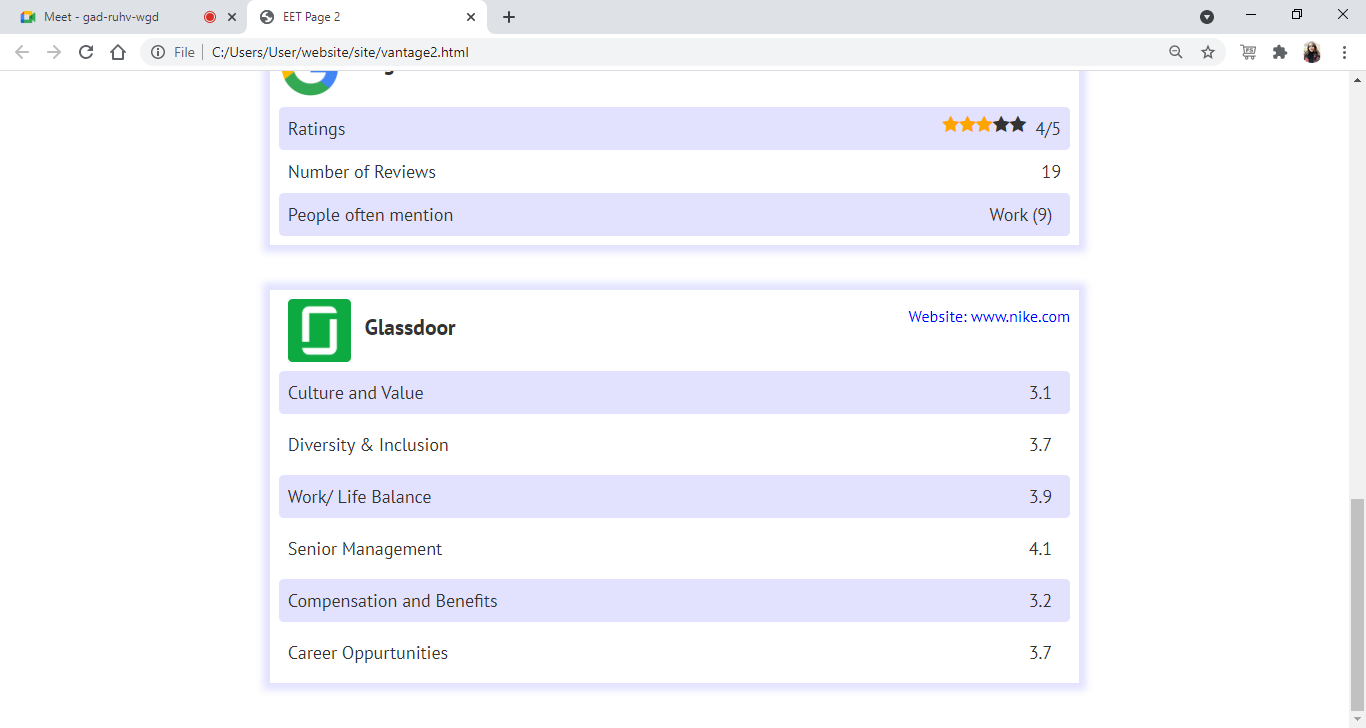 Meet - gad-ruhv-wgd
EET Page 2
File C:/Users/User/website/site/vantage2.html
Ratings 4/5
Number of Reviews 19
People often mention Work (9)
Glassdoor Website: www.nike.com
Culture and Value 3.1
Diversity & Inclusion 3.7
Work/ Life Balance 3.9
Senior Management 4.1
Compensation and Benefits 3.2
Career Oppurtunities 3.7